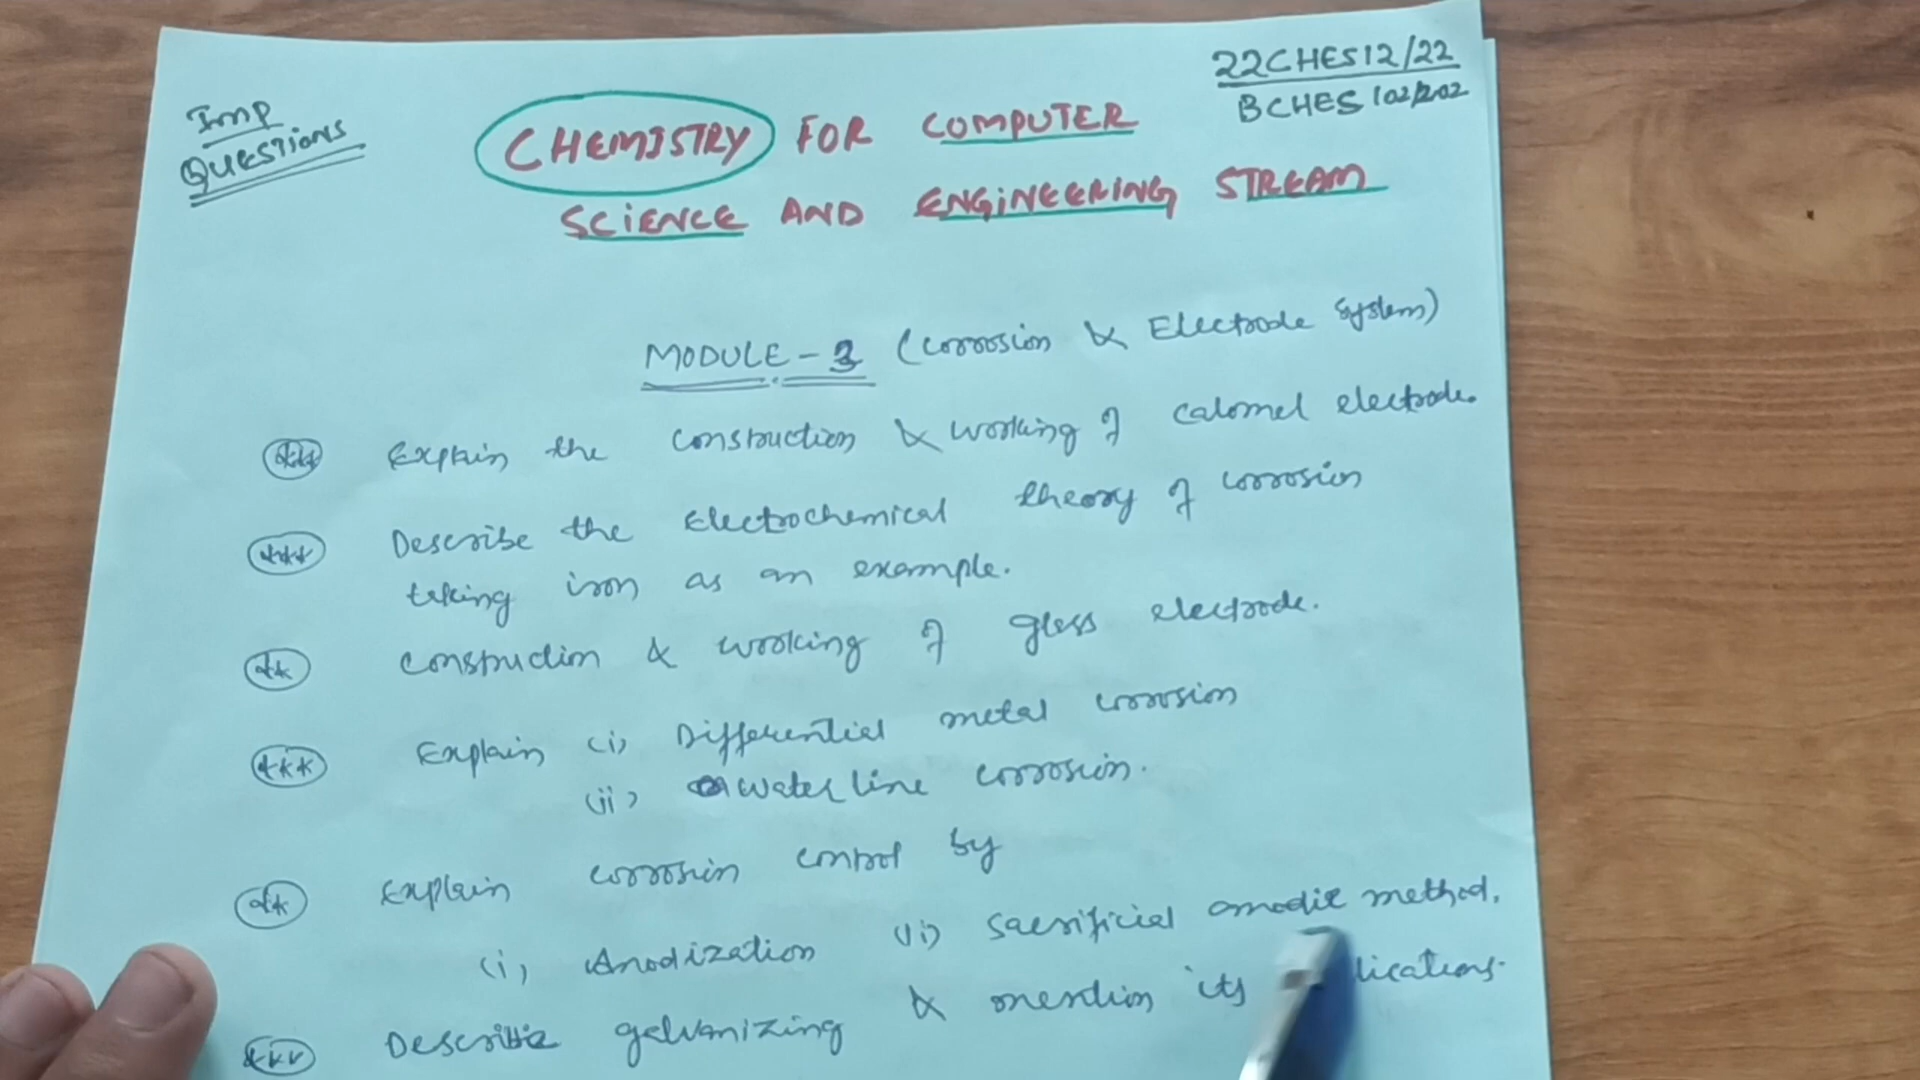 Imp
Questions
22CHES12/22
BCHES 102/202
CHEMISTRY FOR COMPUTER
SCIENCE AND ENGINEERING STREAM
MODULE - 3 (Corrosion & Electrode System)
** Explain the construction & working of calomel electrode.
*** Describe the Electrochemical theory of corrosion
taking iron as an example.
** Construction & working of glass electrode.
*** Explain (i) Differential metal corrosion
(ii) water line corrosion.
** Explain corrosion control by
(i) Anodization (ii) Sacrificial anodic method.
*** Describe galvanizing & mention its